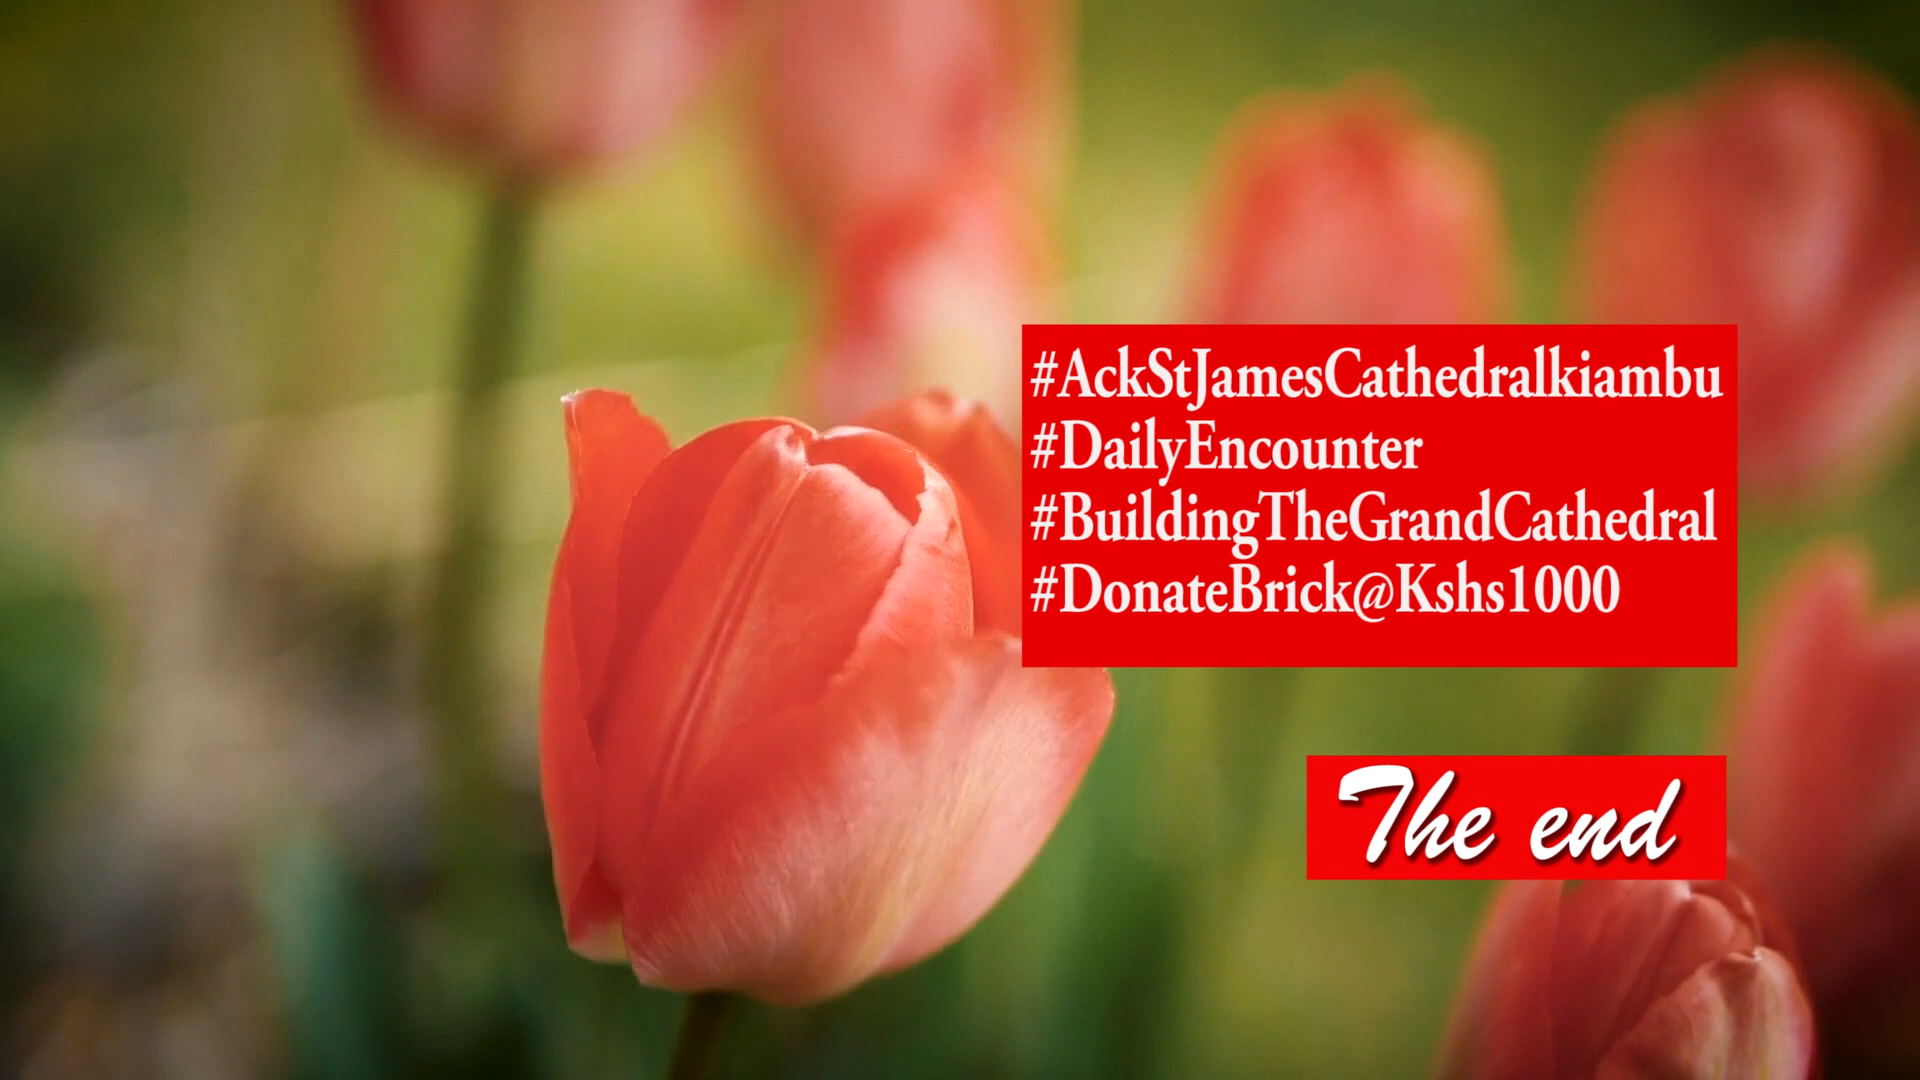 #AckStJamesCathedralkiambu
#DailyEncounter
#BuildingTheGrandCathedral
#DonateBrick@Kshs1000
The end